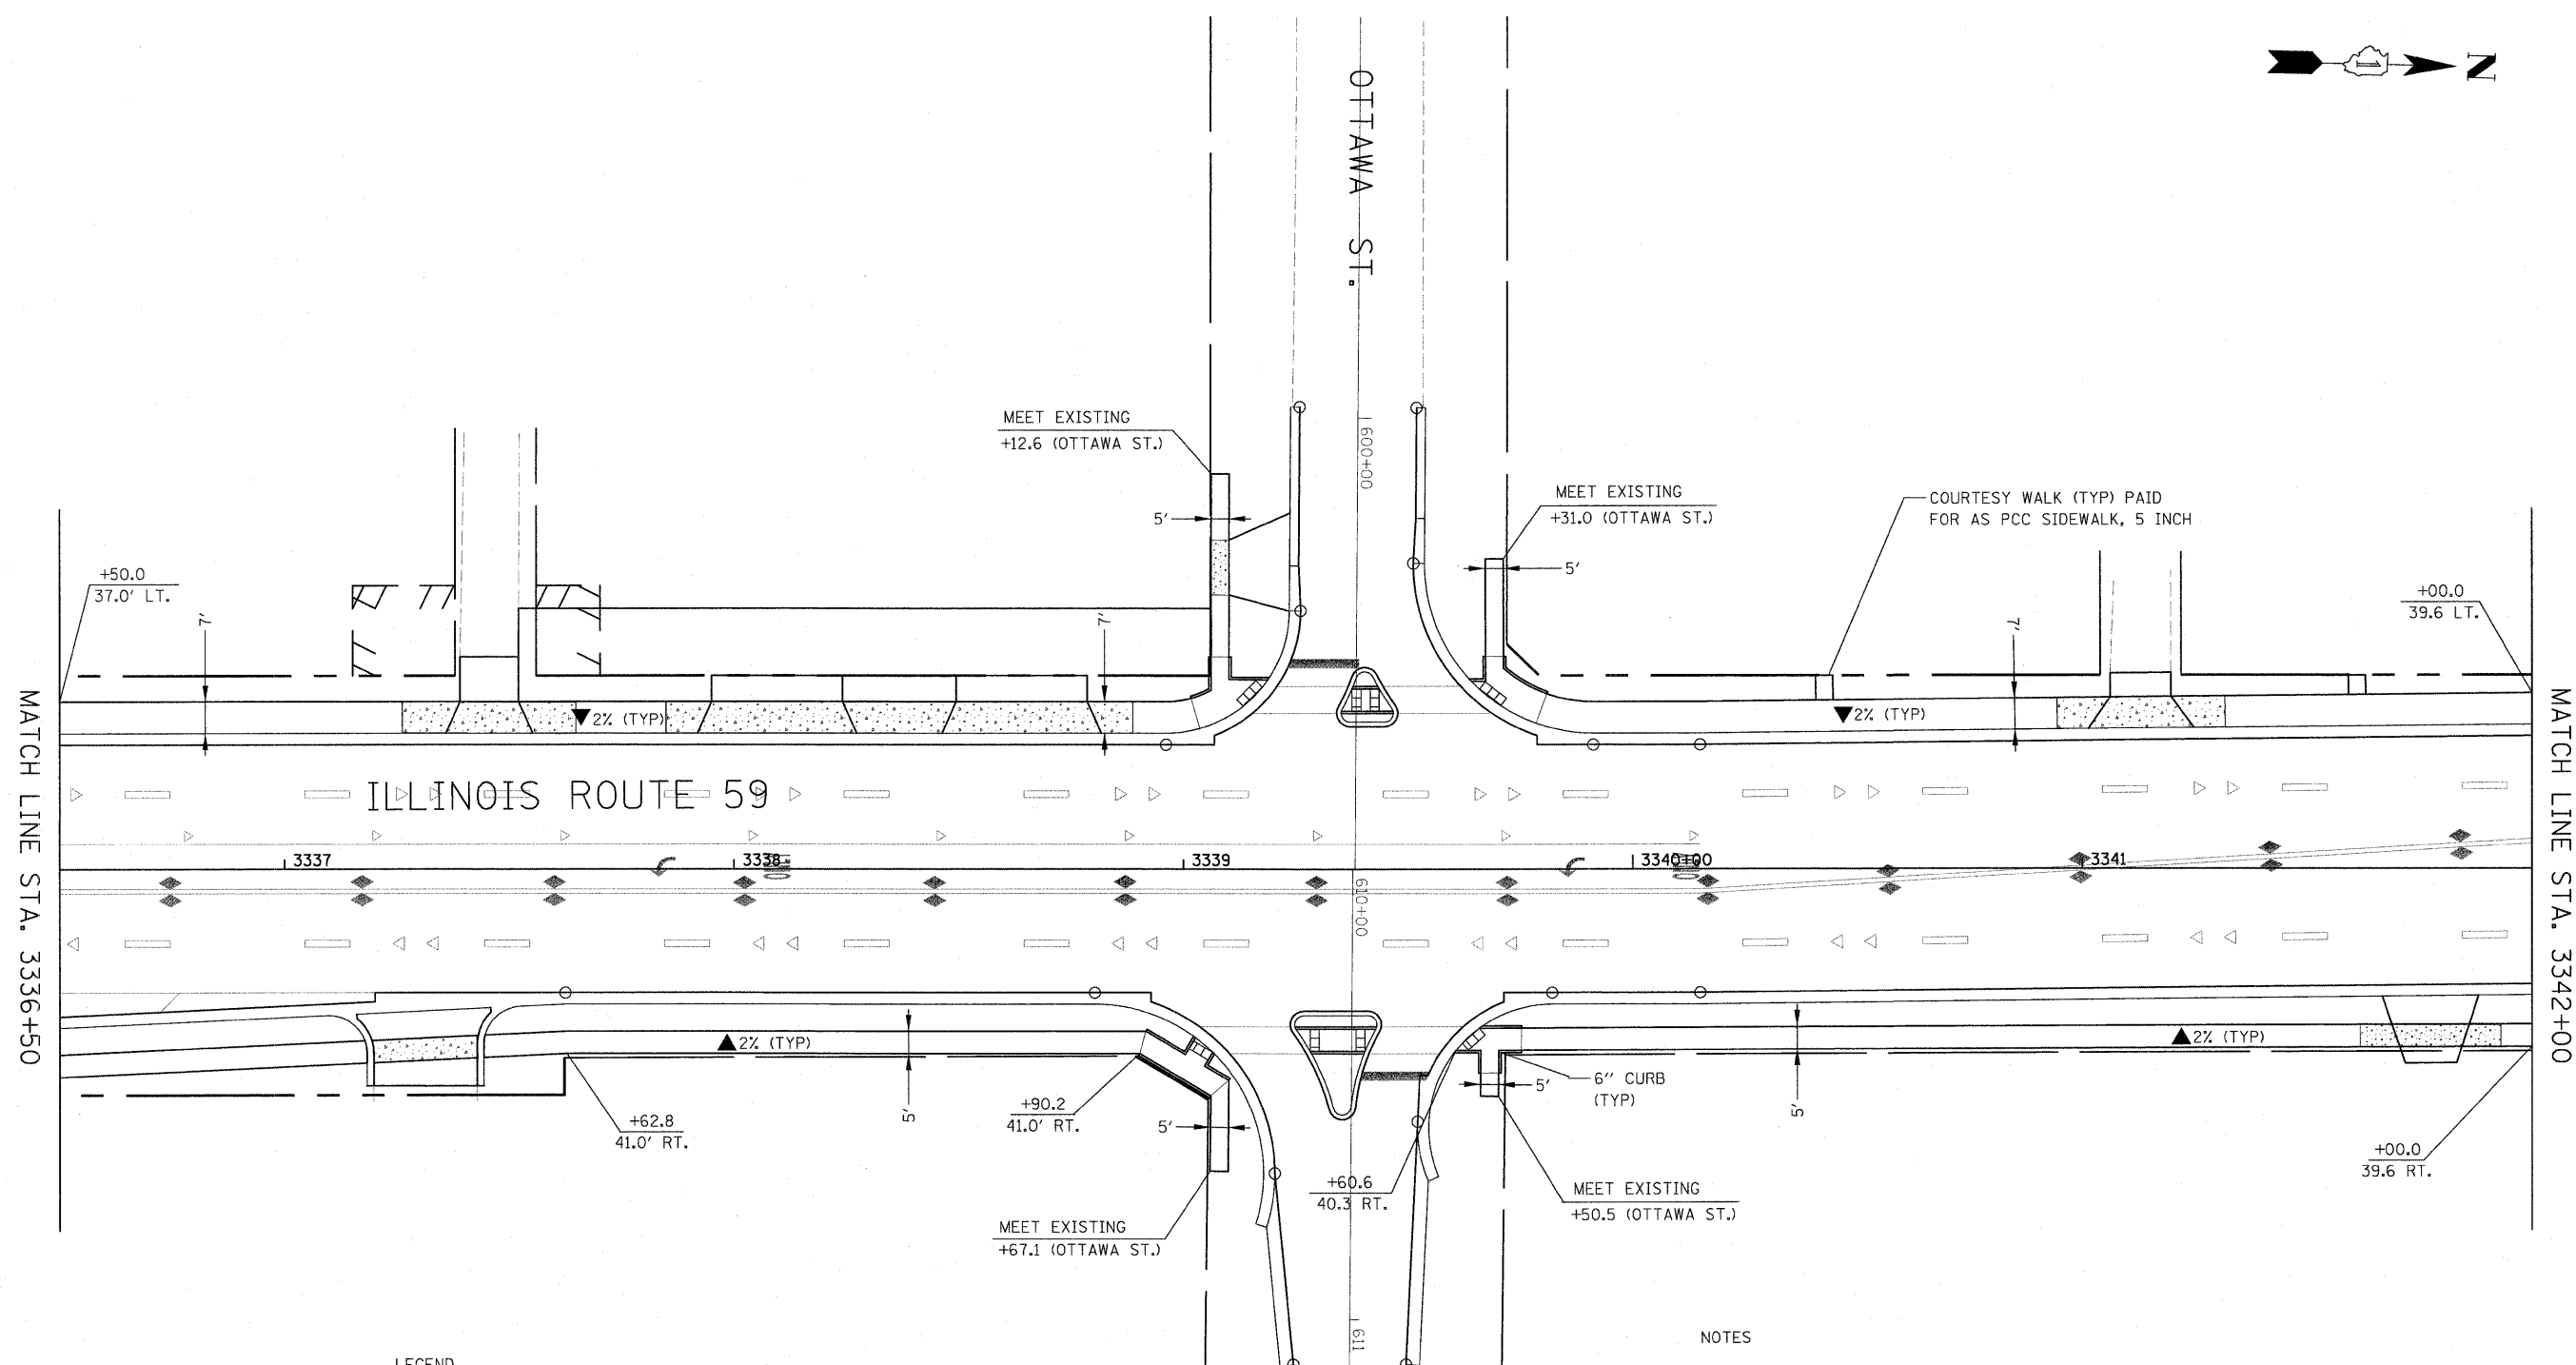 N
OTTAWA ST.
MEET EXISTING
+12.6 (OTTAWA ST.)
600+00
MEET EXISTING
+31.0 (OTTAWA ST.)
COURTESY WALK (TYP) PAID
FOR AS PCC SIDEWALK, 5 INCH
5'
5'
+50.0
37.0' LT.
7'
7'
7'
+00.0
39.6 LT.
2% (TYP)
2% (TYP)
MATCH LINE STA. 3336+50
MATCH LINE STA. 3342+00
ILLINOIS ROUTE 59
3337
3338
3339
3340+00
3341
610+00
2% (TYP)
2% (TYP)
+62.8
41.0' RT.
5'
+90.2
41.0' RT.
5'
5'
6" CURB
(TYP)
5'
+00.0
39.6 RT.
+60.6
40.3 RT.
MEET EXISTING
+50.5 (OTTAWA ST.)
MEET EXISTING
+67.1 (OTTAWA ST.)
611
NOTES
LEGEND